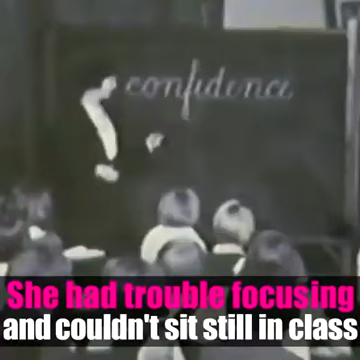 confidence
She had trouble focusing
and couldn't sit still in class